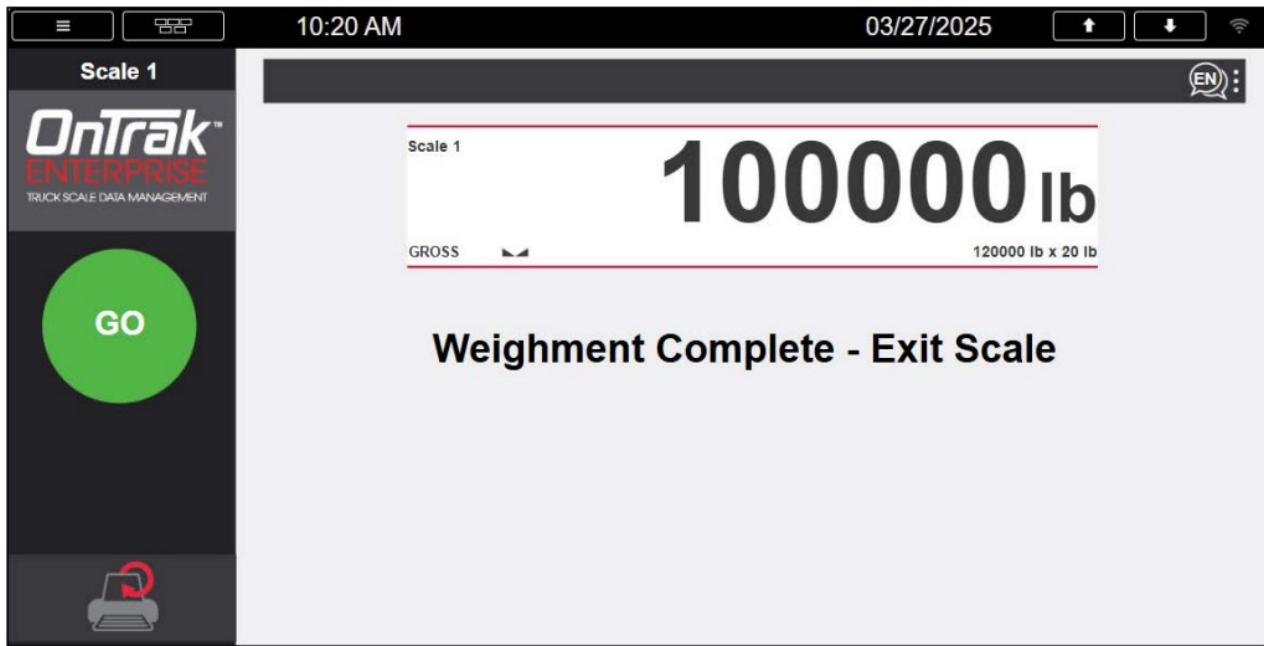 10:20 AM 03/27/2025
Scale 1
EN
OnTrak™
ENTERPRISE
TRUCK SCALE DATA MANAGEMENT
Scale 1
100000 lb
GROSS 120000 lb x 20 lb
GO
Weighment Complete - Exit Scale